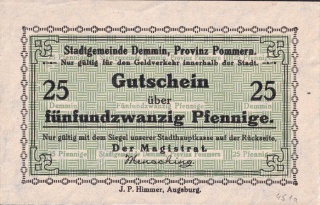 Stadtgemeinde Demmin, Provinz Pommern.
Nur gültig für den Geldverkehr innerhalb der Stadt.
25 Gutschein 25
über
fünfundzwanzig Pfennige.
Nur gültig mit dem Siegel unserer Stadthauptkasse auf der Rückseite.
Der Magistrat.
J. P. Himmer, Augsburg.